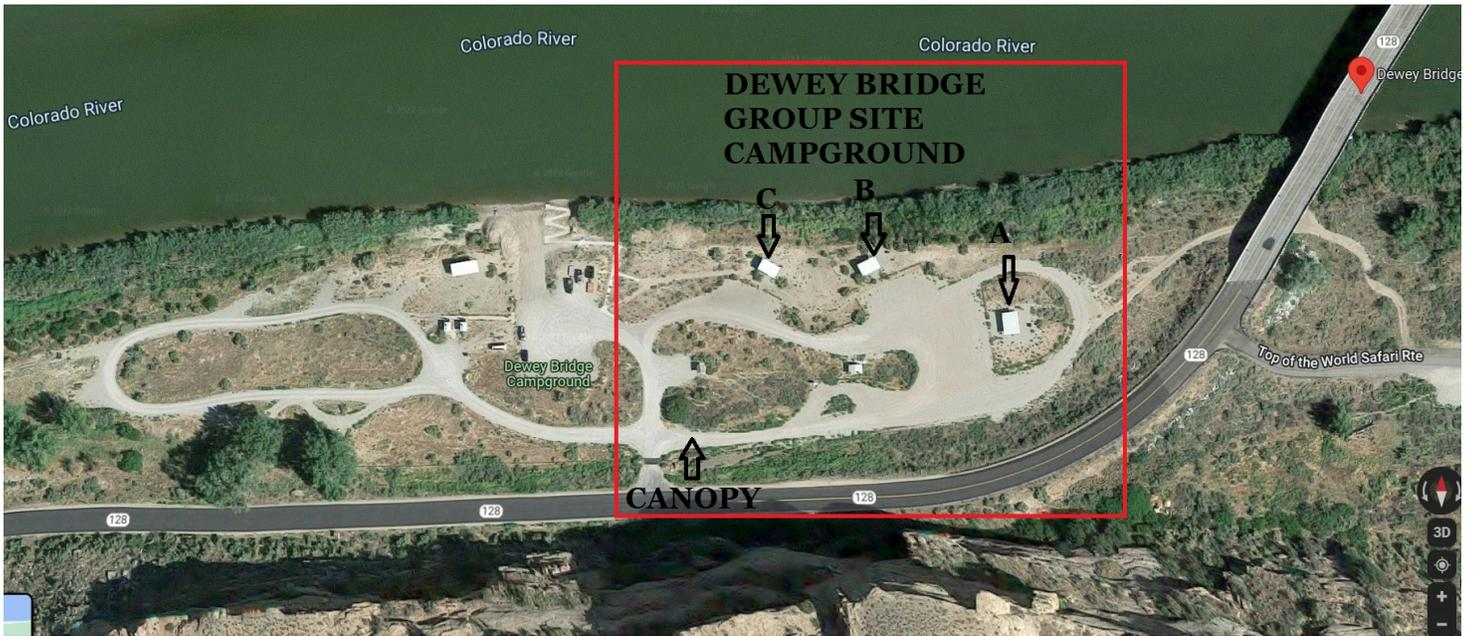 Colorado River
Colorado River
Colorado River
128
Dewey Bridge
DEWEY BRIDGE
GROUP SITE
CAMPGROUND
C
B
A
Dewey Bridge
Campground
128
Top of the World Safari Rte
CANOPY
128
128
128
3D